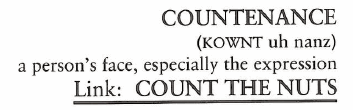 COUNTENANCE
(KOWNT uh nanz)
a person's face, especially the expression
Link: COUNT THE NUTS